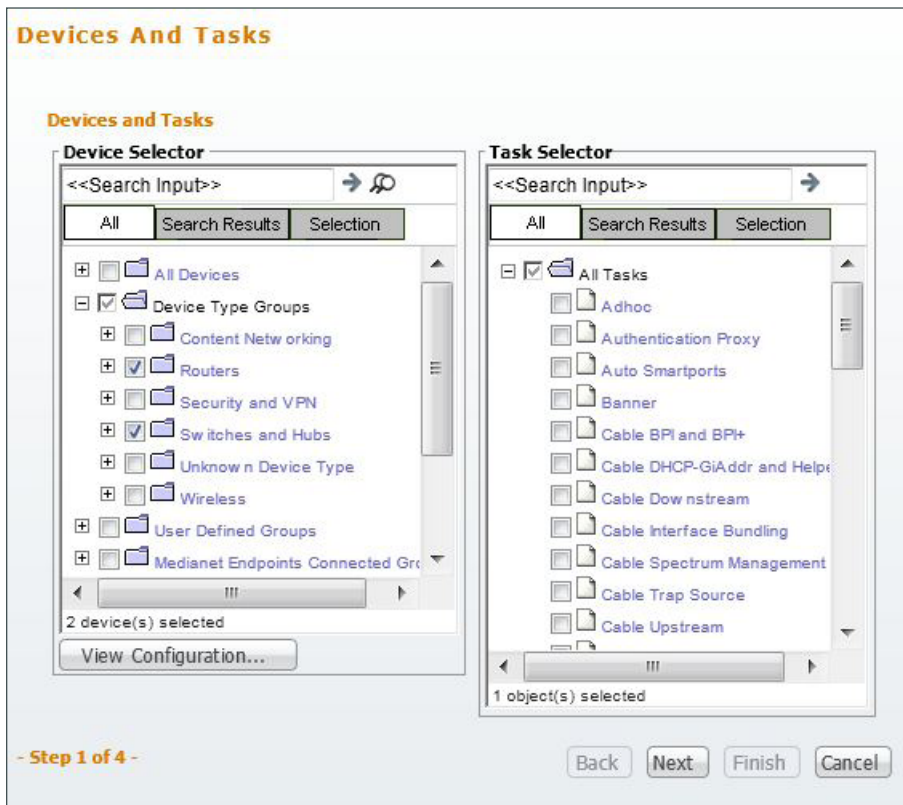 Devices And Tasks
Devices and Tasks
Device Selector
<<Search Input>>
All
Search Results
Selection
All Devices
Device Type Groups
Content Networking
Routers
Security and VPN
Switches and Hubs
Unknown Device Type
Wireless
User Defined Groups
Medianet Endpoints Connected Gro
2 device(s) selected
View Configuration...
Task Selector
<<Search Input>>
All
Search Results
Selection
All Tasks
Adhoc
Authentication Proxy
Auto Smartports
Banner
Cable BPI and BPI+
Cable DHCP-GiAddr and Helpe
Cable Downstream
Cable Interface Bundling
Cable Spectrum Management
Cable Trap Source
Cable Upstream
1 object(s) selected
- Step 1 of 4 -
Back
Next
Finish
Cancel